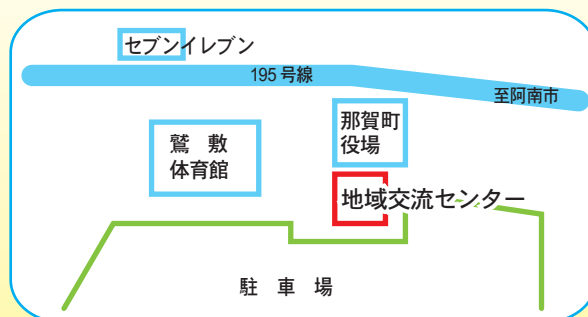 セブンイレブン
195号線
至阿南市
那賀町
役場
鷲 敷
体育館
地域交流センター
駐 車 場